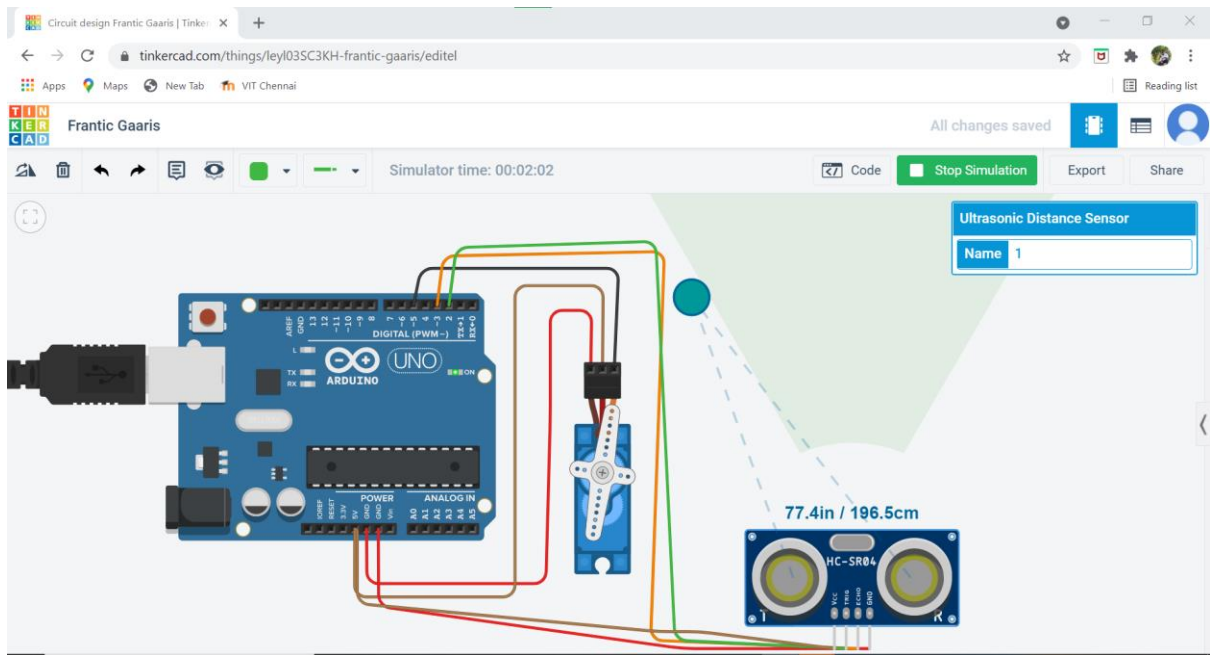 Circuit design Frantic Gaaris | Tinker
tinkercad.com/things/leyl03SC3KH-frantic-gaaris/editel
Apps Maps New Tab VIT Chennai Reading list
TIN
KER
CAD
Frantic Gaaris
All changes saved
Simulator time: 00:02:02
Code
Stop Simulation
Export
Share
Ultrasonic Distance Sensor
Name 1
AREF
GND
13
12
~11
~10
~9
8
7
~6
~5
4
~3
2
TX→1
RX←0
DIGITAL (PWM~)
L
TX
RX
UNO
ON
ARDUINO
POWER
ANALOG IN
IOREF
RESET
3.3V
5V
GND
GND
Vin
A0
A1
A2
A3
A4
A5
77.4in / 196.5cm
HC-SR04
VCC
TRIG
ECHO
GND
T
R